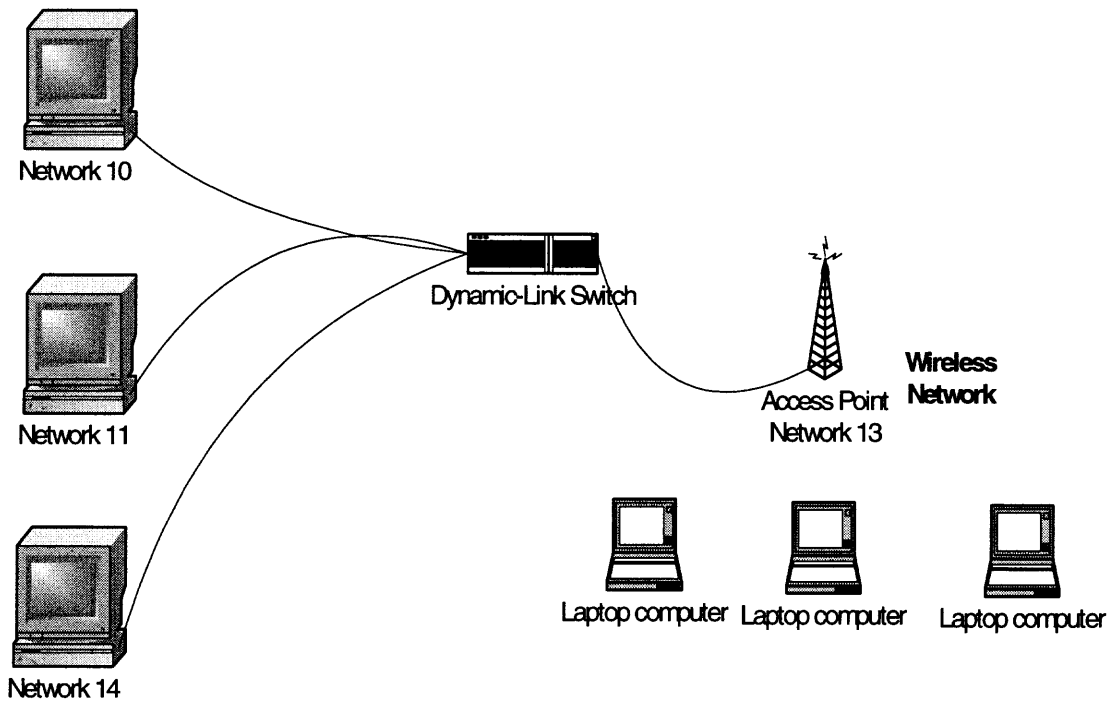 Network 10
Dynamic-Link Switch
Network 11
Access Point
Network 13
Wireless
Network
Network 14
Laptop computer
Laptop computer
Laptop computer